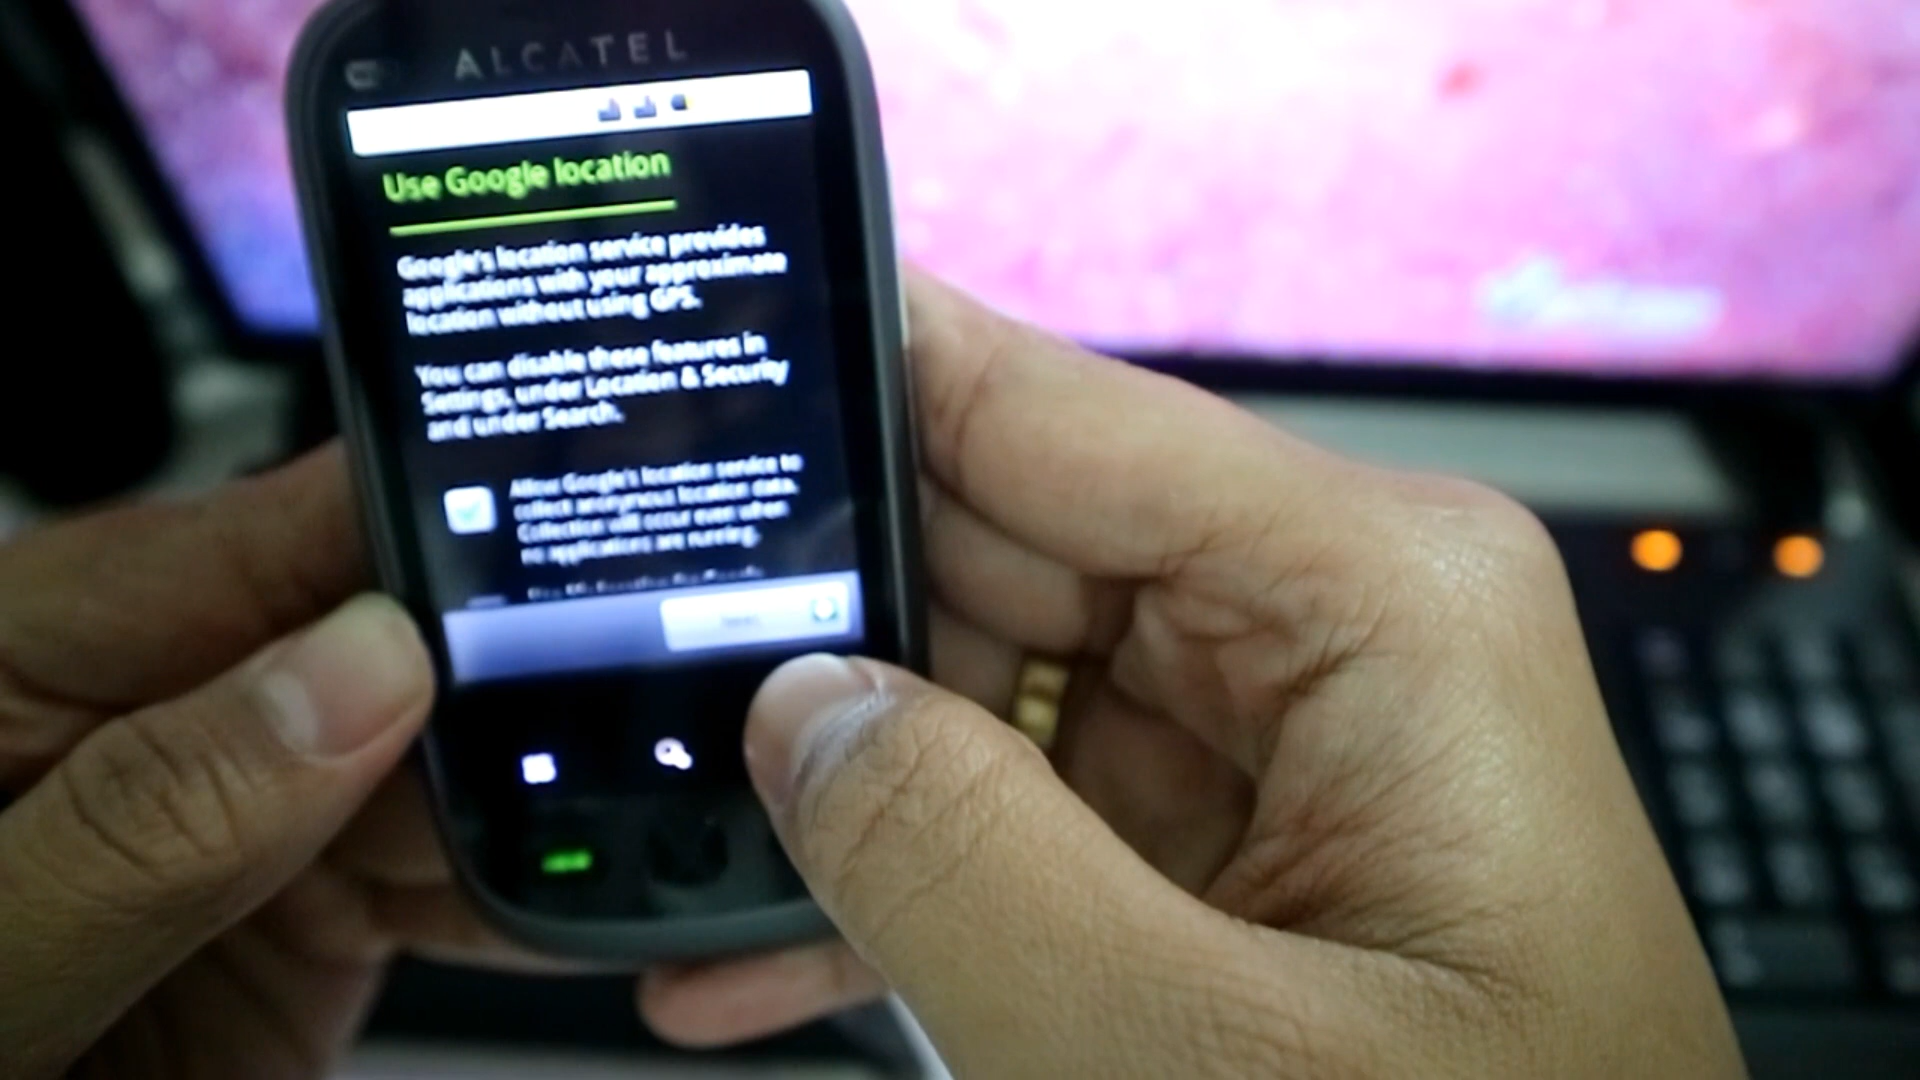 ALCATEL
Use Google location
Google's location service provides
applications with your approximate
location without using GPS.
You can disable these features in
Settings, under Location & Security
and under Search.
Allow Google's location service to
collect anonymous location data.
Collection will occur even when
no applications are running.